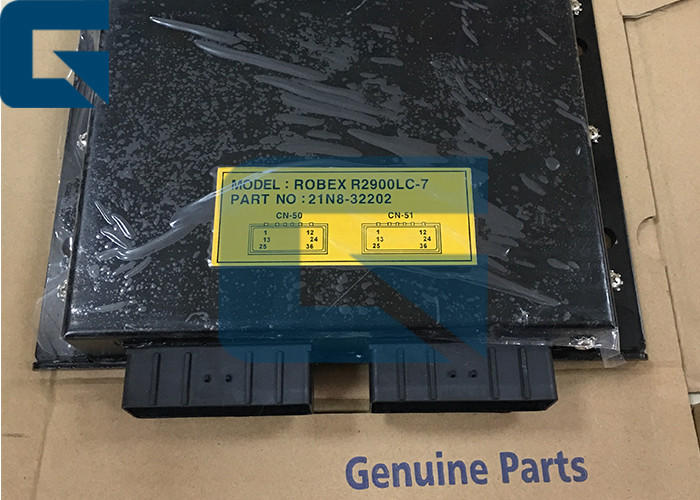 MODEL : ROBEX R2900LC-7
PART NO : 21N8-32202
CN-50 CN-51
1 12 1 12
13 24 13 24
25 36 25 36
Genuine Parts